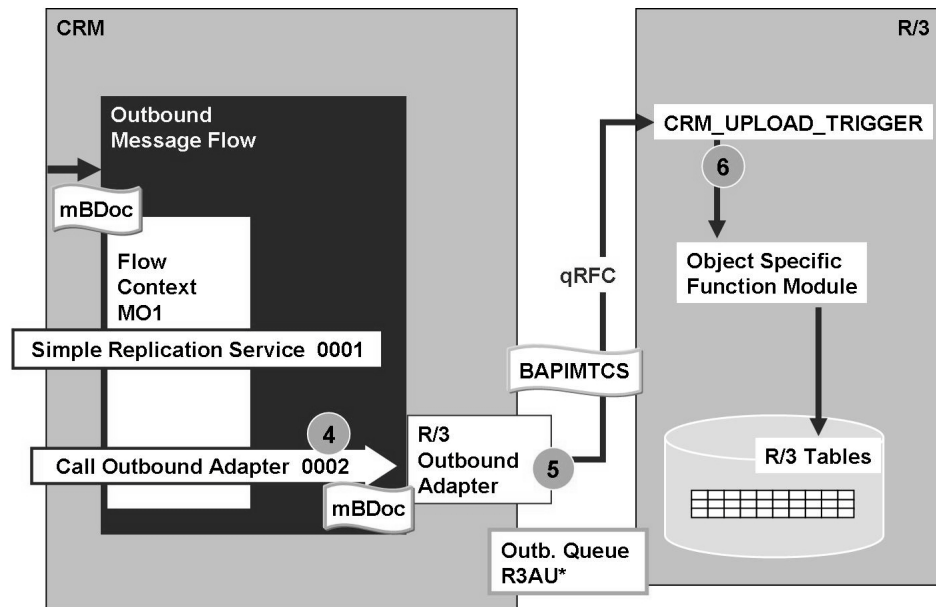 CRM
R/3
Outbound
Message Flow
CRM_UPLOAD_TRIGGER
6
mBDoc
Flow
Context
MO1
Object Specific
Function Module
qRFC
Simple Replication Service 0001
BAPIMTCS
4
R/3
Outbound
Adapter
5
Call Outbound Adapter 0002
mBDoc
R/3 Tables
Outb. Queue
R3AU*